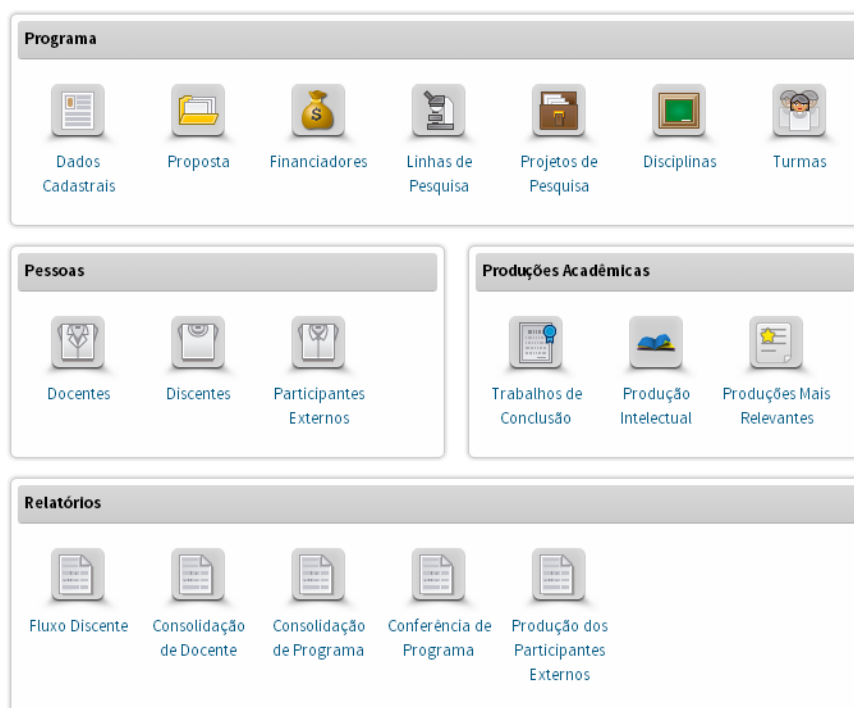 Programa
Dados Cadastrais
Proposta
Financiadores
Linhas de Pesquisa
Projetos de Pesquisa
Disciplinas
Turmas
Pessoas
Docentes
Discentes
Participantes Externos
Produções Acadêmicas
Trabalhos de Conclusão
Produção Intelectual
Produções Mais Relevantes
Relatórios
Fluxo Discente
Consolidação de Docente
Consolidação de Programa
Conferência de Programa
Produção dos Participantes Externos